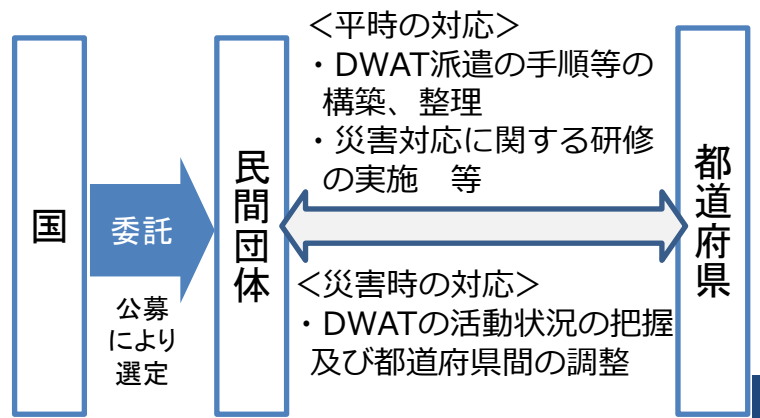 国
委託
公募
により
選定
民間団体
＜平時の対応＞
・DWAT派遣の手順等の
構築、整理
・災害対応に関する研修
の実施　等
＜災害時の対応＞
・DWATの活動状況の把握
及び都道府県間の調整
都道府県